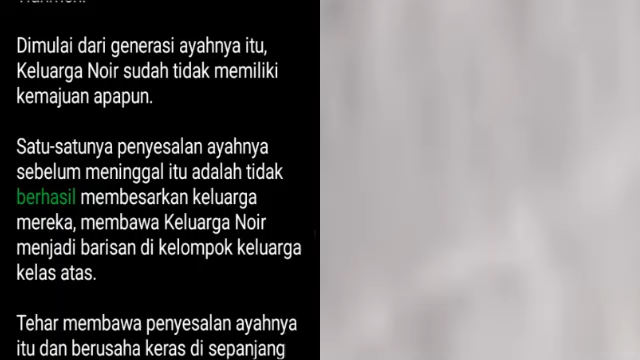 Dimulai dari generasi ayahnya itu,
Keluarga Noir sudah tidak memiliki
kemajuan apapun.
Satu-satunya penyesalan ayahnya
sebelum meninggal itu adalah tidak
berhasil membesarkan keluarga
mereka, membawa Keluarga Noir
menjadi barisan di kelompok keluarga
kelas atas.
Tehar membawa penyesalan ayahnya
itu dan berusaha keras di sepanjang